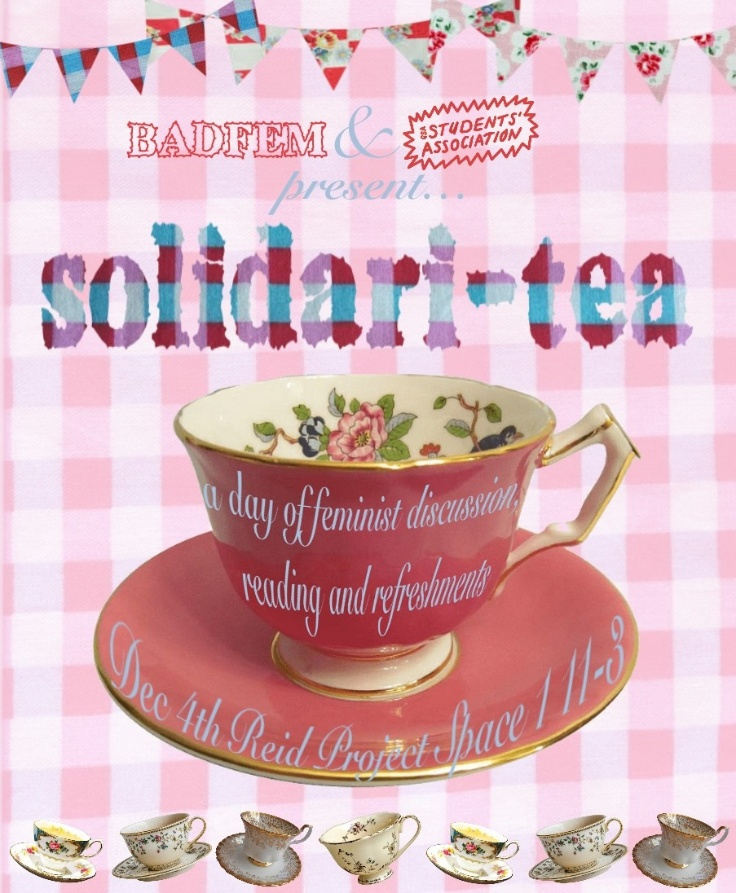 BADFEM & GSA STUDENTS'
ASSOCIATION
present...
solidari-tea
a day of feminist discussion,
reading and refreshments
Dec 4th Reid Project Space 1 11-3